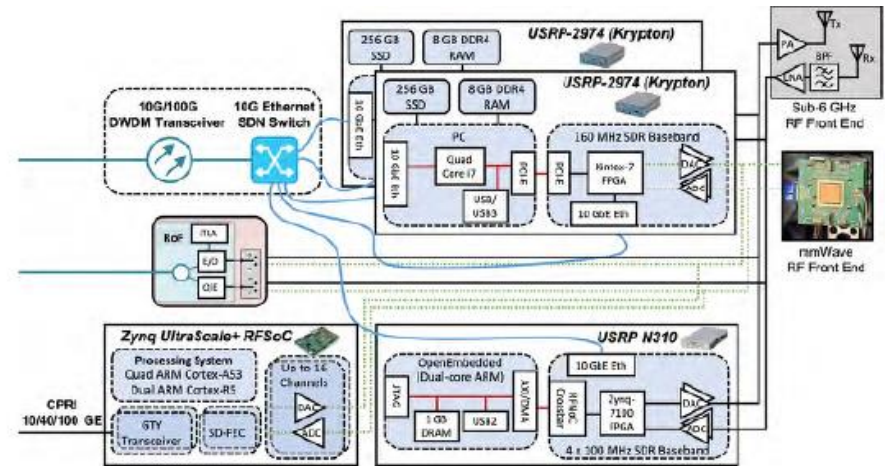 USRP-2974 (Krypton)
256 GB
SSD
8 GB DDR4
RAM
10 GbE Eth
USRP-2974 (Krypton)
256 GB
SSD
8 GB DDR4
RAM
PC
10 GbE Eth
Quad
Core i7
USB/
USB3
PCIE
160 MHz SDR Baseband
PCIE
Kintex-7
FPGA
10 GbE Eth
DAC
ADC
10G/100G
DWDM Transceiver
10G Ethernet
SDN Switch
PA
Tx
LNA
BPF
Rx
Sub-6 GHz
RF Front End
mmWave
RF Front End
RoF
E/O
O/E
Zynq UltraScale+ RFSoC
Processing System
Quad ARM Cortex-A53
Dual ARM Cortex-R5
Up to 16
Channels
DAC
ADC
CPRI
10/40/100 GE
GTY
Transceiver
SD-FEC
USRP N310
OpenEmbedded
(Dual-core ARM)
JTAG
1 GB
DRAM
USB2
AXI/DMA
10 GbE Eth
RFNoC
Crossbar
Zynq-
7100
FPGA
DAC
ADC
4 x 100 MHz SDR Baseband